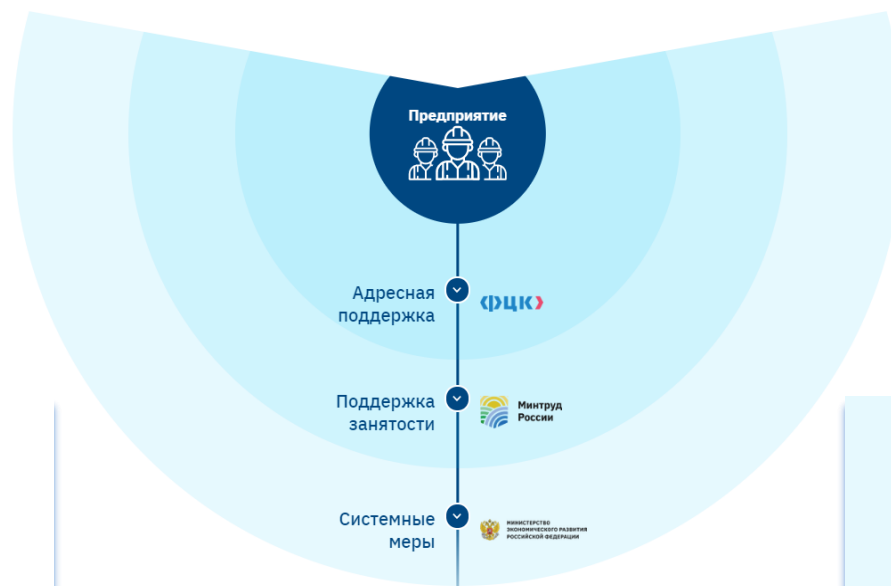 Предприятие
Адресная
поддержка
ФЦК
Поддержка
занятости
Минтруд
России
Системные
меры
МИНИСТЕРСТВО
ЭКОНОМИЧЕСКОГО РАЗВИТИЯ
РОССИЙСКОЙ ФЕДЕРАЦИИ